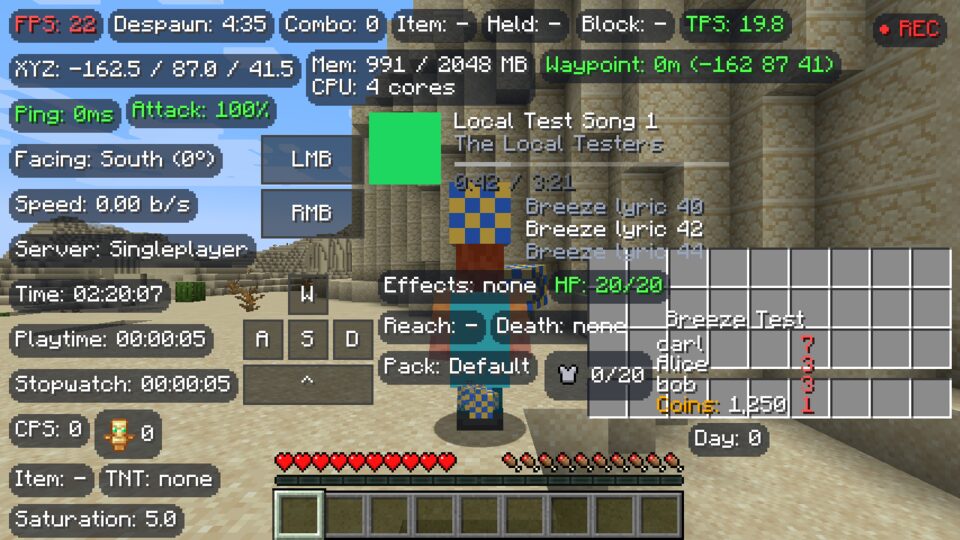 FPS: 22 Despawn: 4:35 Combo: 0 Item: – Held: – Block: – TPS: 19.8 ● REC
XYZ: -162.5 / 87.0 / 41.5 Mem: 991 / 2048 MB Waypoint: 0m (-162 87 41)
CPU: 4 cores
Ping: 0ms Attack: 100%
Local Test Song 1
The Local Testers
Facing: South (0°) LMB
0:42 / 3:21
Speed: 0.00 b/s RMB
Breeze lyric 40
Breeze lyric 42
Breeze lyric 44
Server: Singleplayer
Effects: none HP: 20/20
Time: 02:20:07 W
Breeze Test
Reach: – Death: none
Playtime: 00:00:05 A S D
darl 7
Alice 3
Pack: Default 0/20
bob 3
Stopwatch: 00:00:05 ^
Coins: 1,250 1
CPS: 0 0
Day: 0
Item: – TNT: none
Saturation: 5.0